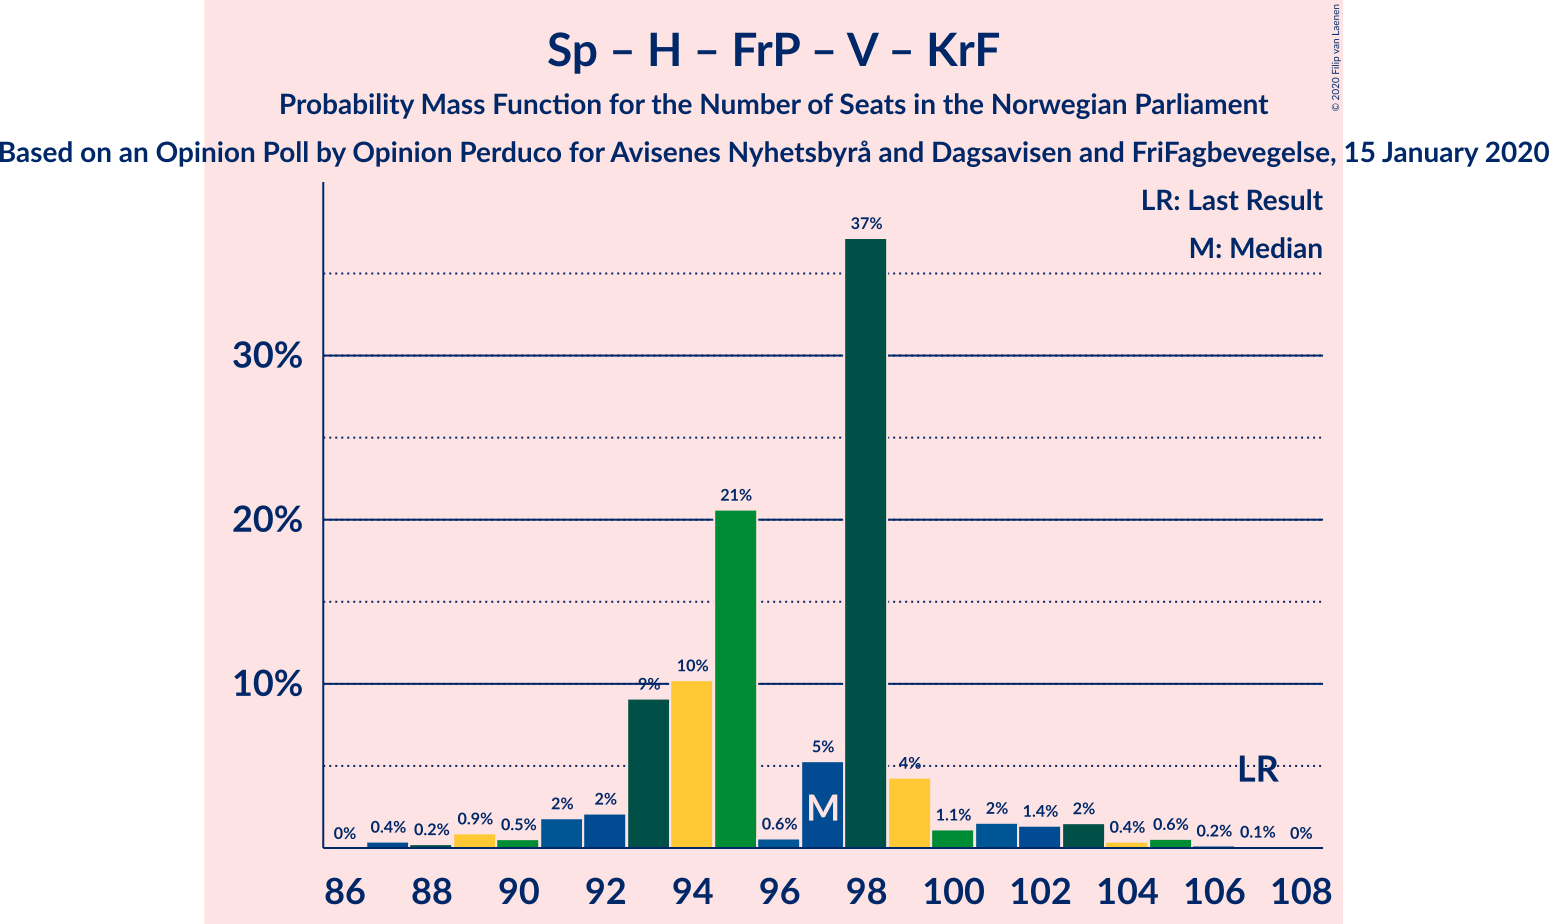 Sp – H – FrP – V – KrF
Probability Mass Function for the Number of Seats in the Norwegian Parliament
Based on an Opinion Poll by Opinion Perduco for Avisenes Nyhetsbyrå and Dagsavisen and FriFagbevegelse, 15 January 2020
© 2020 Filip van Laenen
LR: Last Result
M: Median
30%
20%
10%
0% 0.4% 0.2% 0.9% 0.5% 2% 2% 9% 10% 21% 0.6% 5% 37% 4% 1.1% 2% 1.4% 2% 0.4% 0.6% 0.2% 0.1% 0%
M
LR
86 88 90 92 94 96 98 100 102 104 106 108